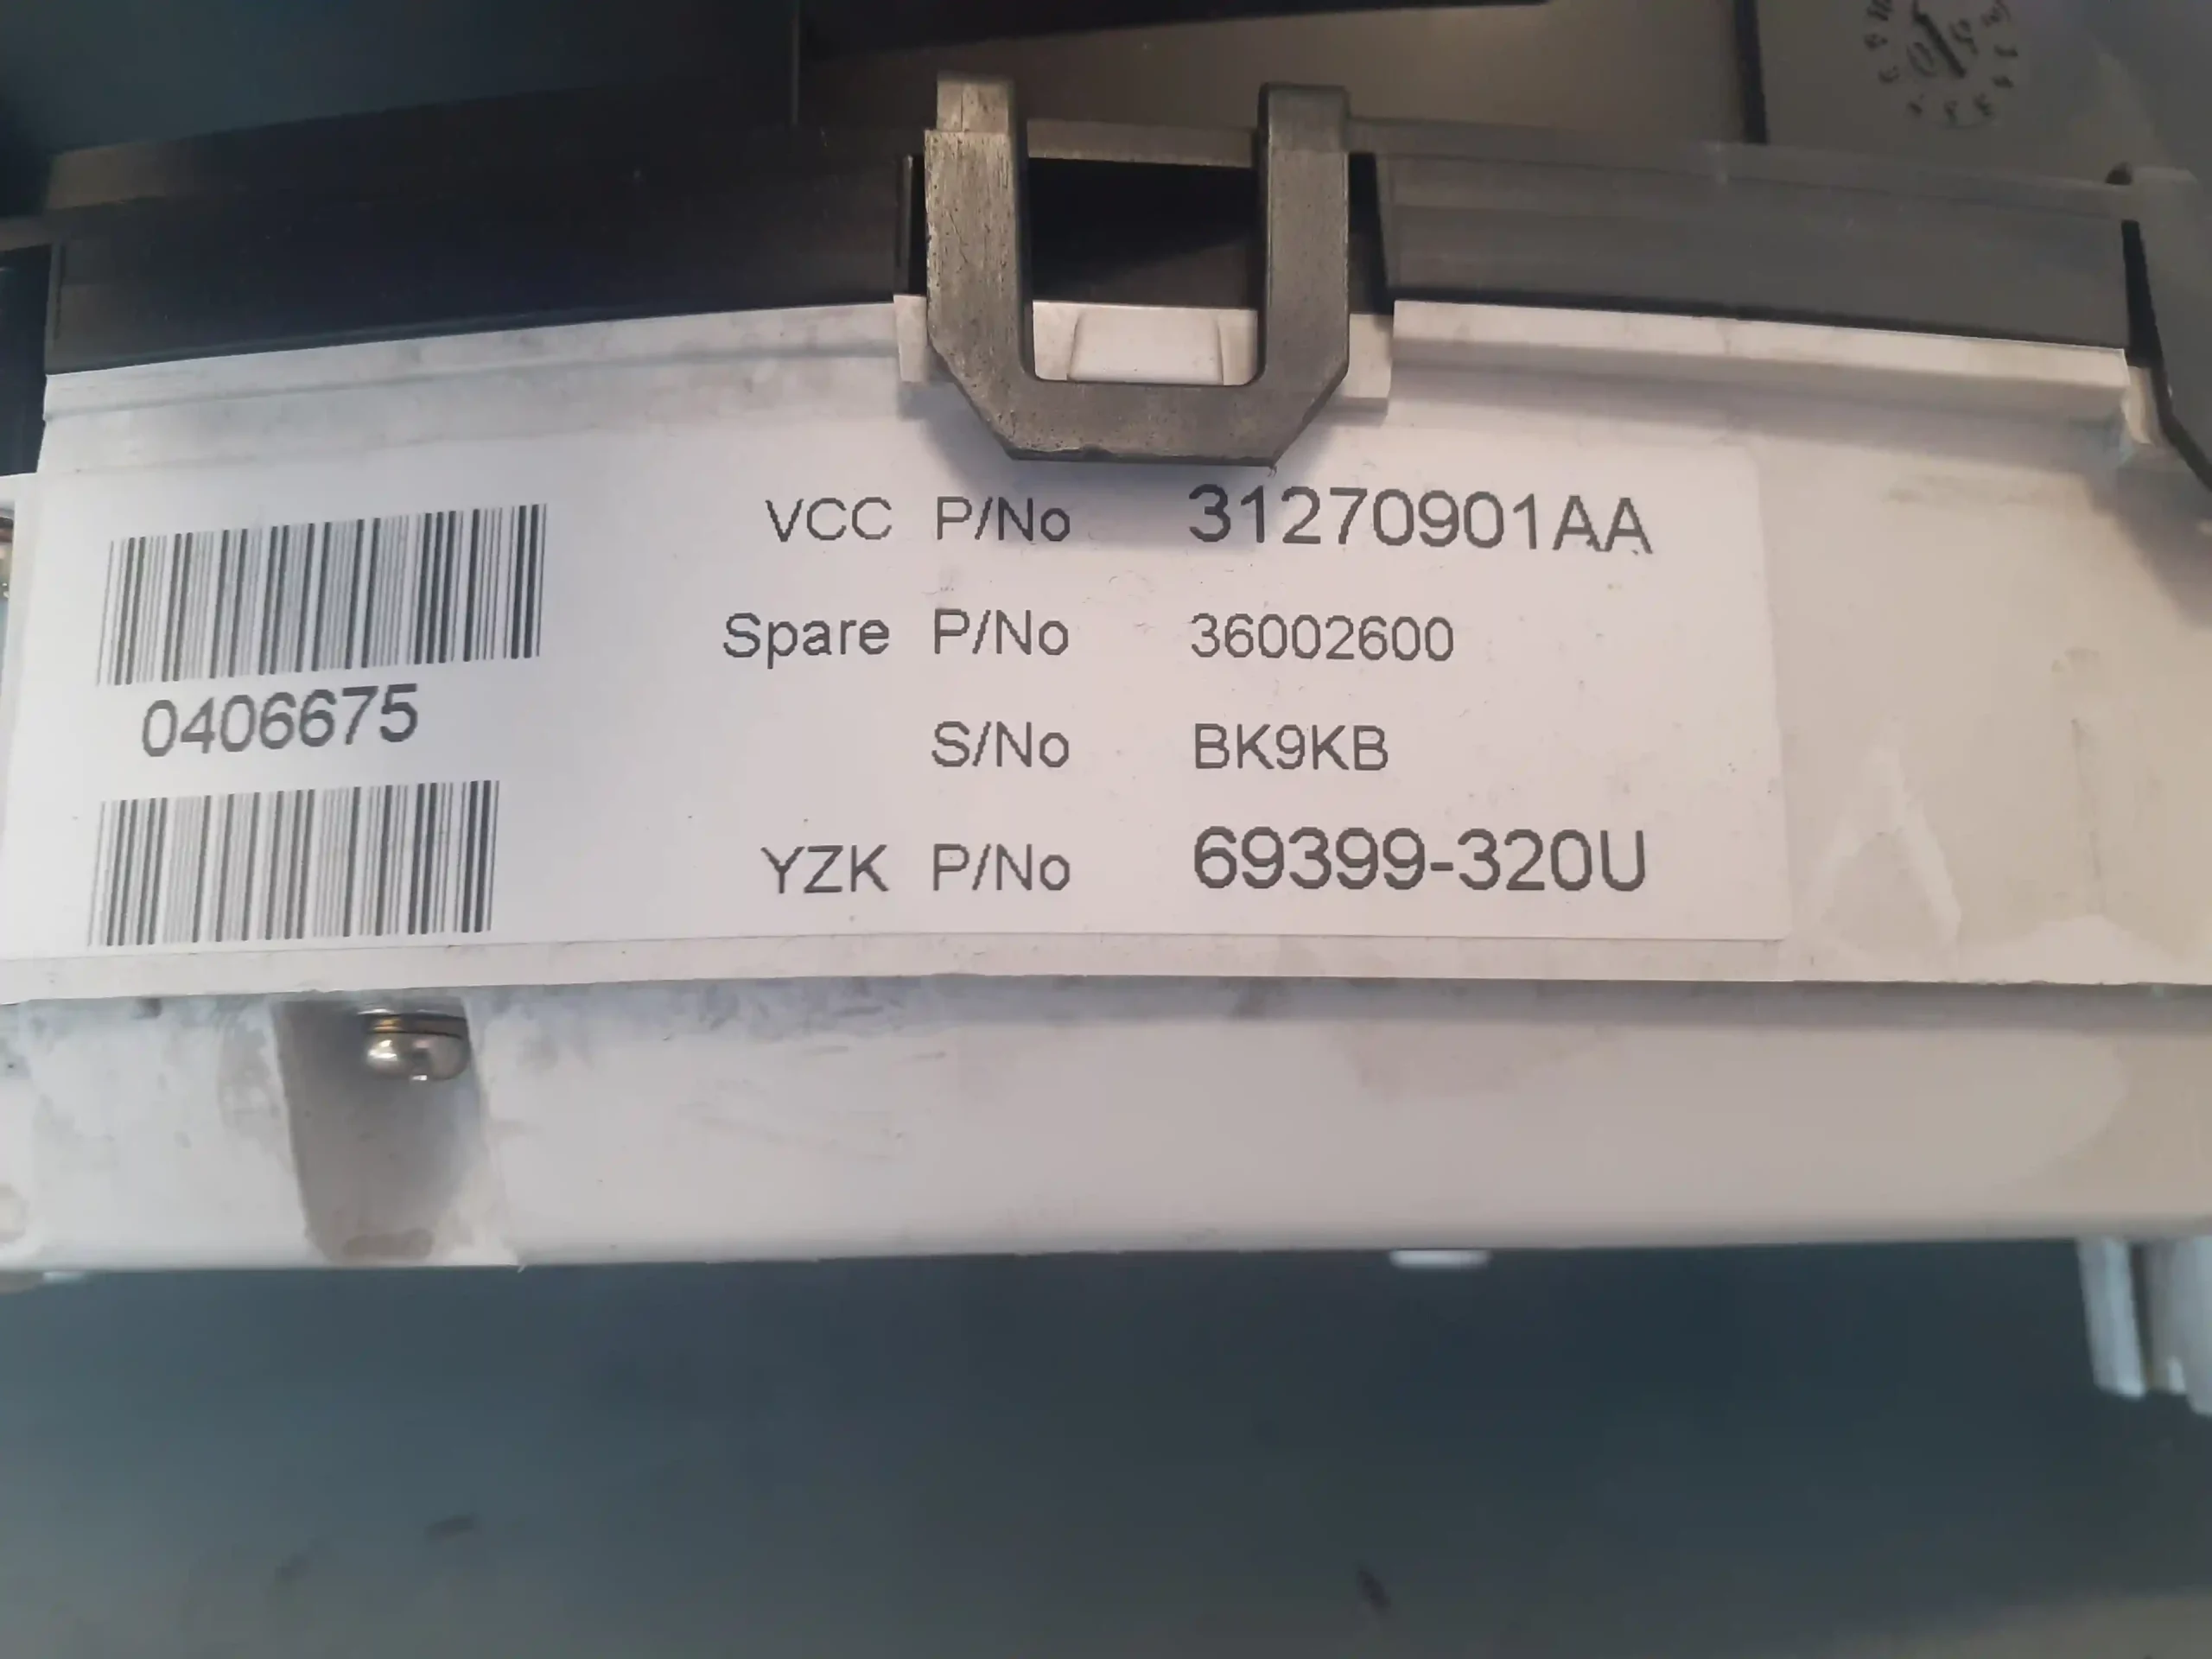 VCC P/No 31270901AA
Spare P/No 36002600
0406675
S/No BK9KB
YZK P/No 69399-320U